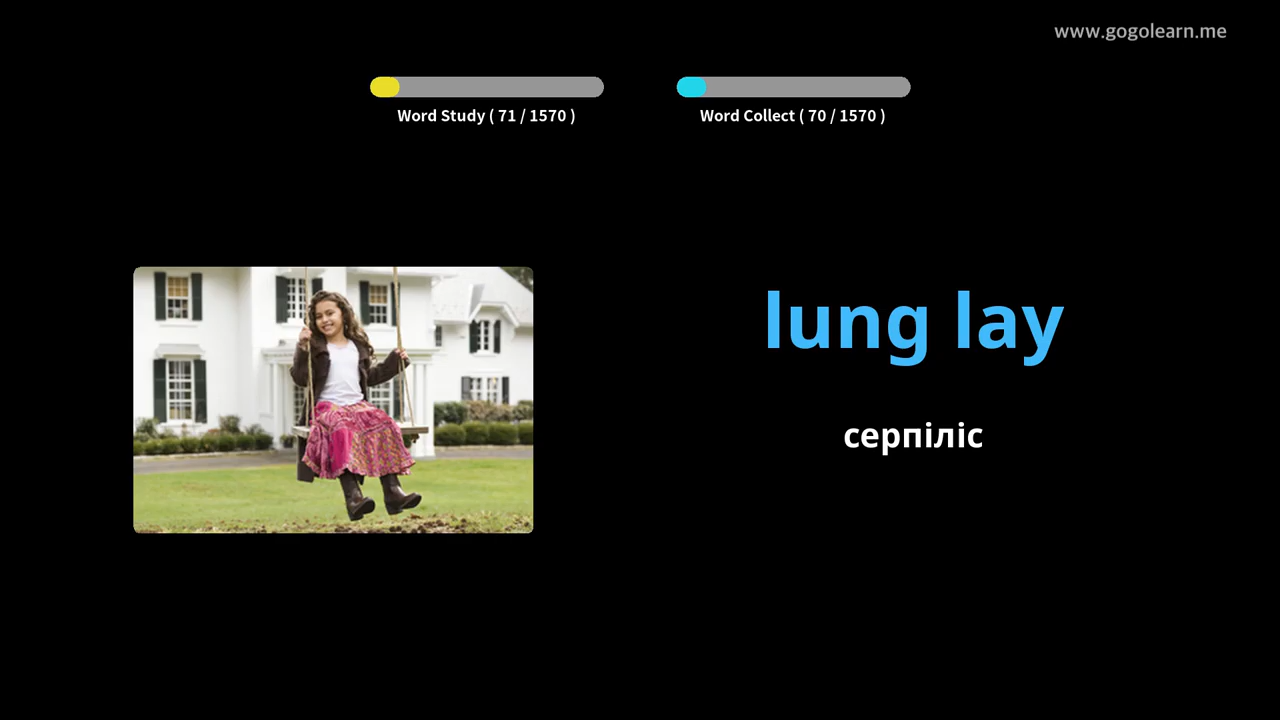 www.gogolearn.me
Word Study ( 71 / 1570 )
Word Collect ( 70 / 1570 )
lung lay
серпіліс